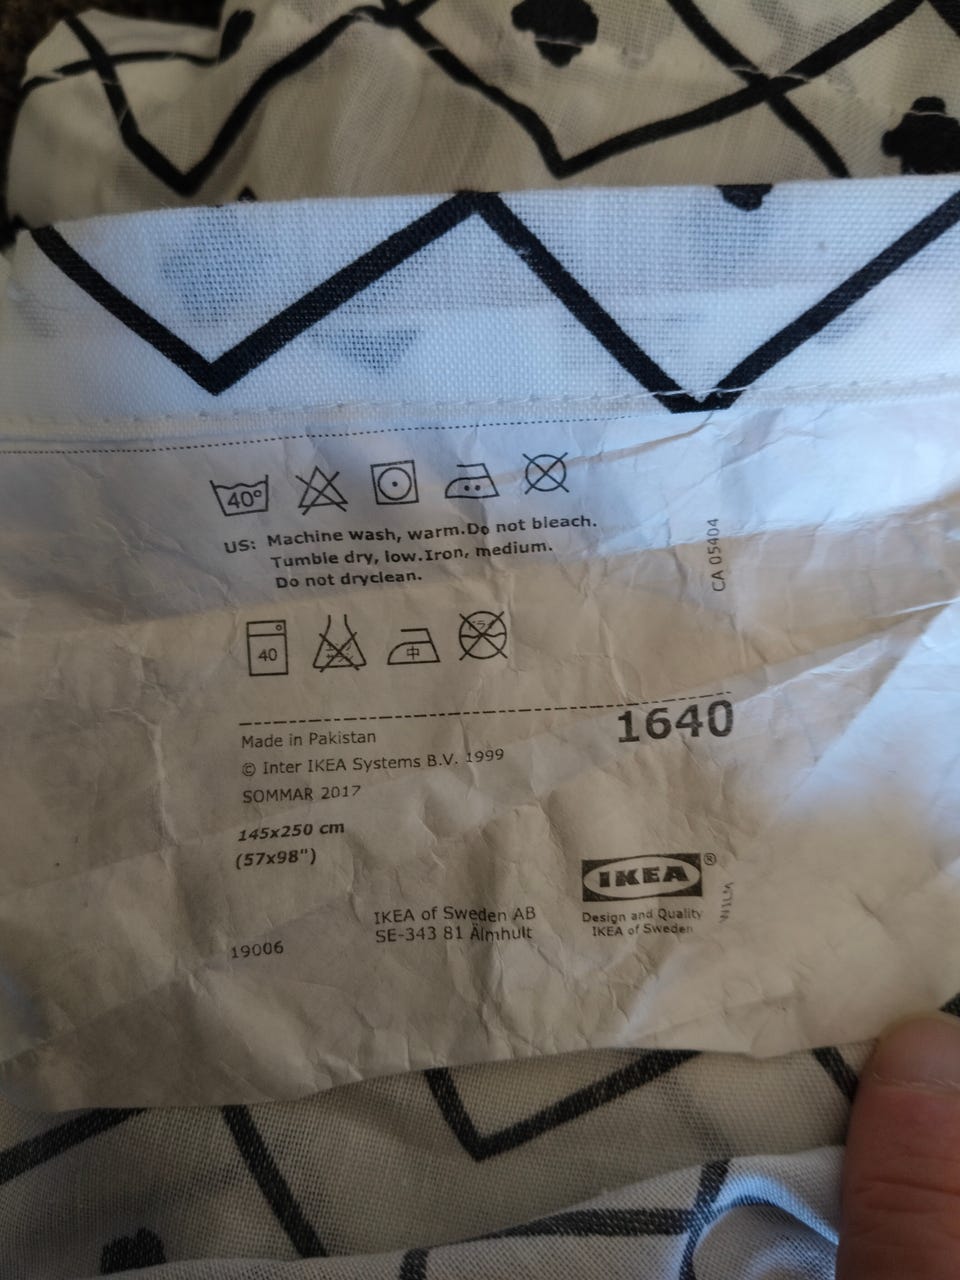 40°
US: Machine wash, warm.Do not bleach.
Tumble dry, low.Iron, medium.
Do not dryclean.
CA 05404
40
中
1640
Made in Pakistan
© Inter IKEA Systems B.V. 1999
SOMMAR 2017
145x250 cm
(57x98")
IKEA®
Design and Quality
IKEA of Sweden
IKEA of Sweden AB
SE-343 81 Älmhult
19006